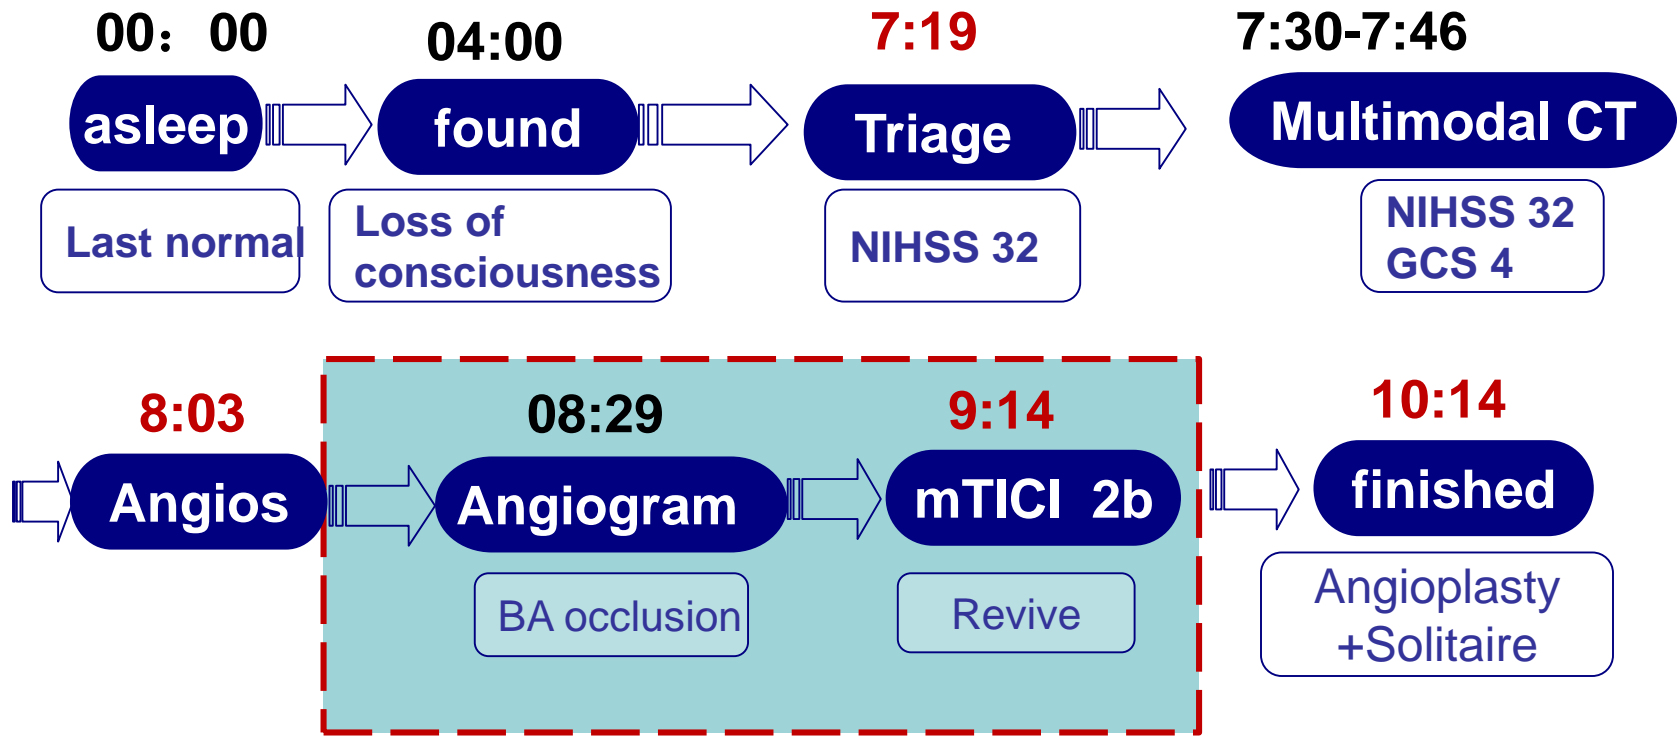 00： 00
asleep
Last normal
04:00
found
Loss of
consciousness
7:19
Triage
NIHSS 32
7:30-7:46
Multimodal CT
NIHSS 32
GCS 4
8:03
Angios
08:29
Angiogram
BA occlusion
9:14
mTICI 2b
Revive
10:14
finished
Angioplasty
+Solitaire